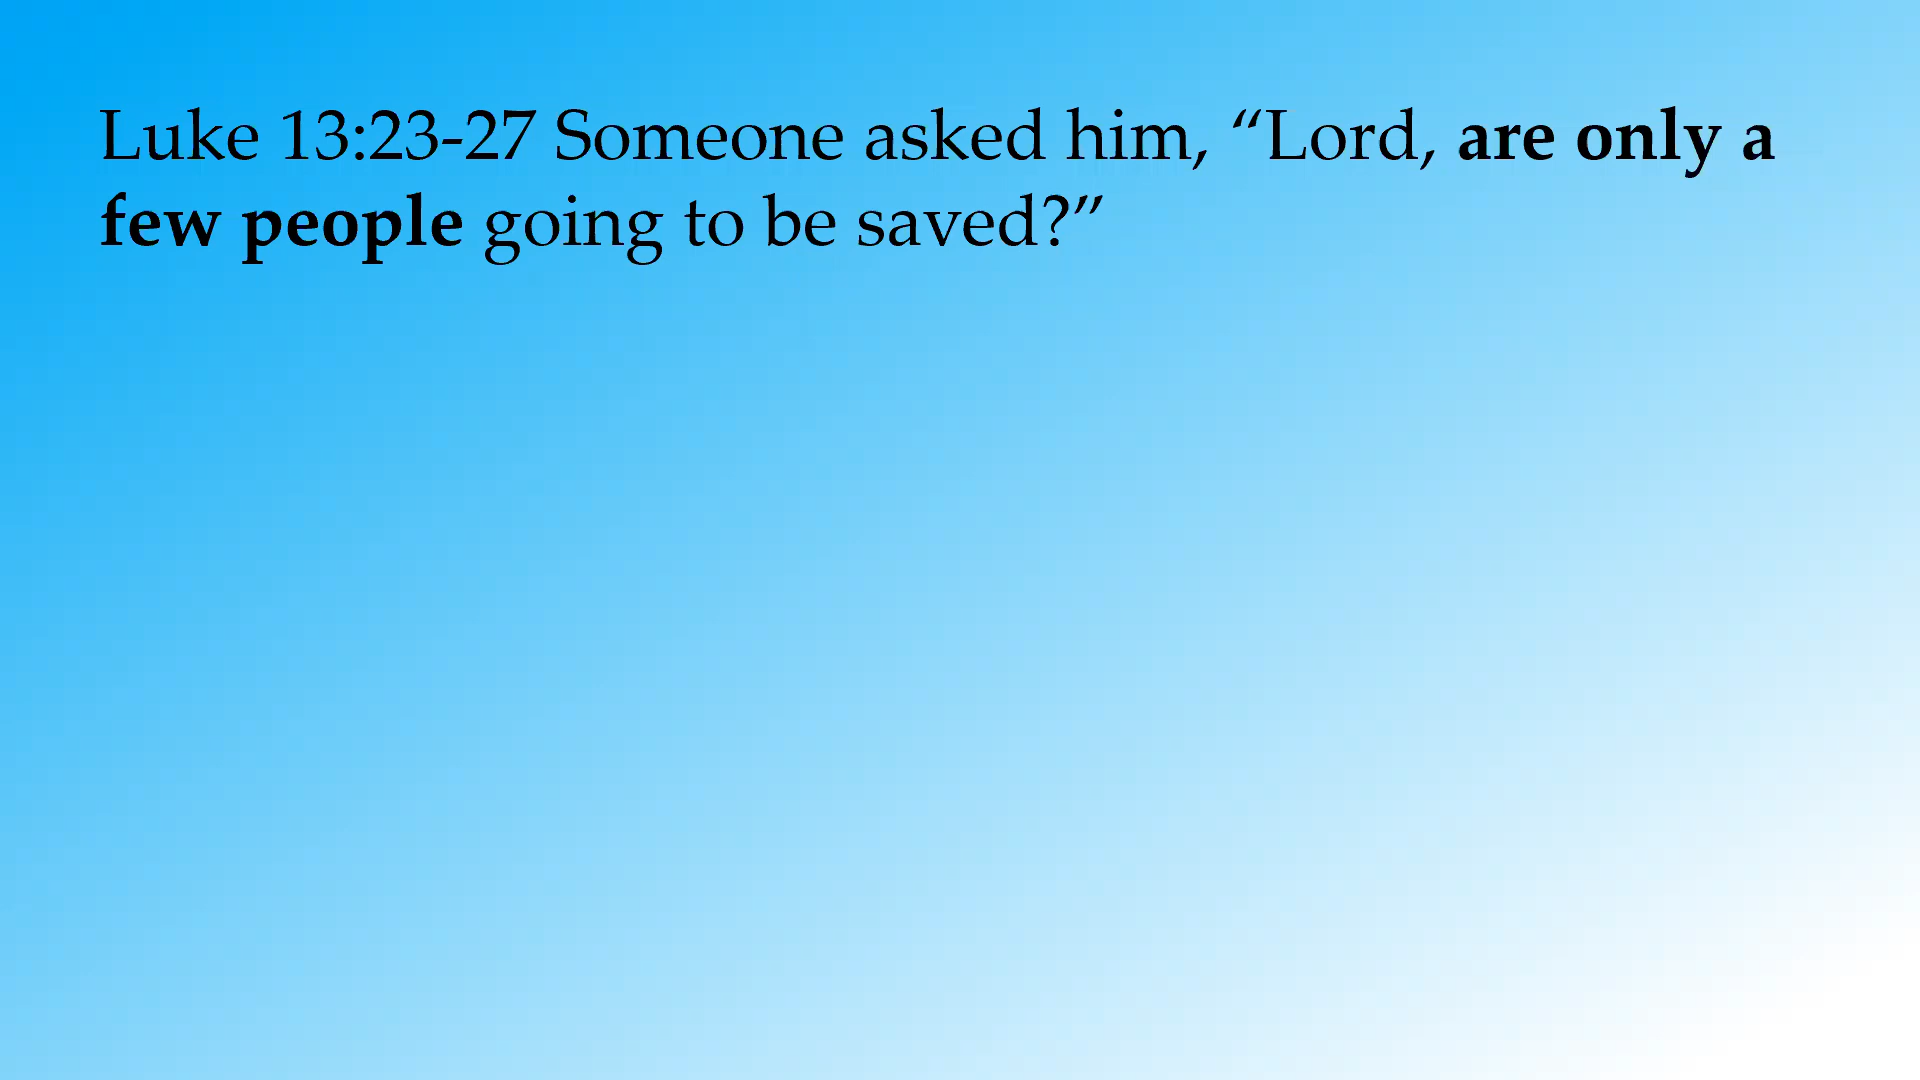 Luke 13:23-27 Someone asked him, “Lord, are only a
few people going to be saved?”